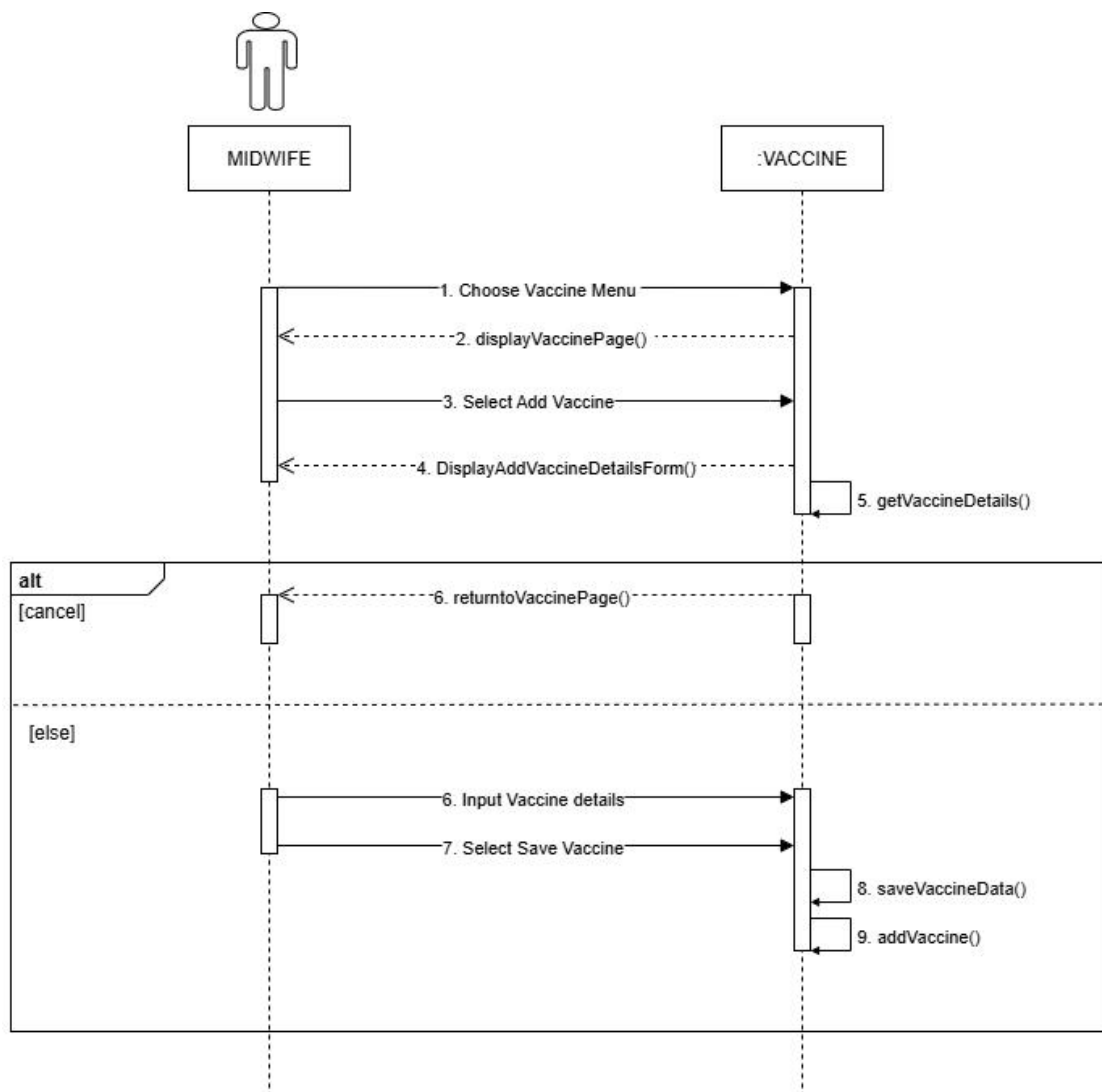 MIDWIFE
:VACCINE
1. Choose Vaccine Menu
2. displayVaccinePage()
3. Select Add Vaccine
4. DisplayAddVaccineDetailsForm()
5. getVaccineDetails()
alt
[cancel]
6. returntoVaccinePage()
[else]
6. Input Vaccine details
7. Select Save Vaccine
8. saveVaccineData()
9. addVaccine()